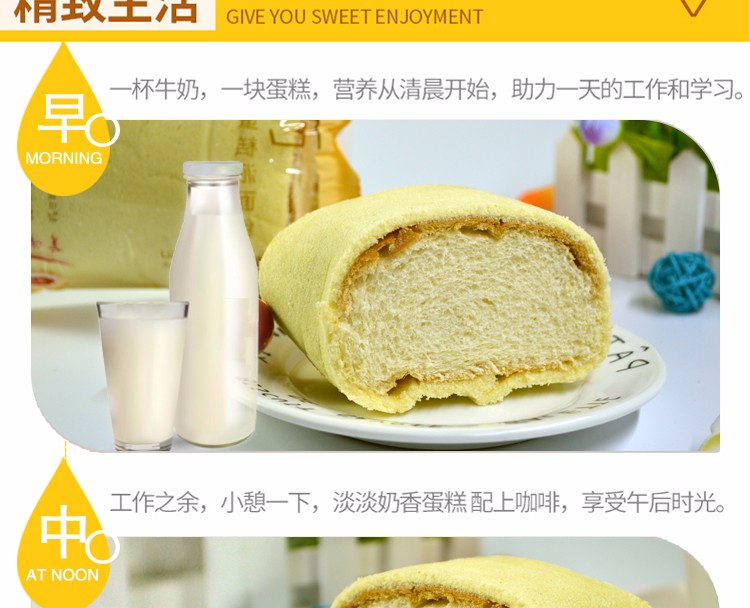 精致生活
GIVE YOU SWEET ENJOYMENT
早
MORNING
一杯牛奶，一块蛋糕，营养从清晨开始，助力一天的工作和学习。
中
AT NOON
工作之余，小憩一下，淡淡奶香蛋糕 配上咖啡，享受午后时光。